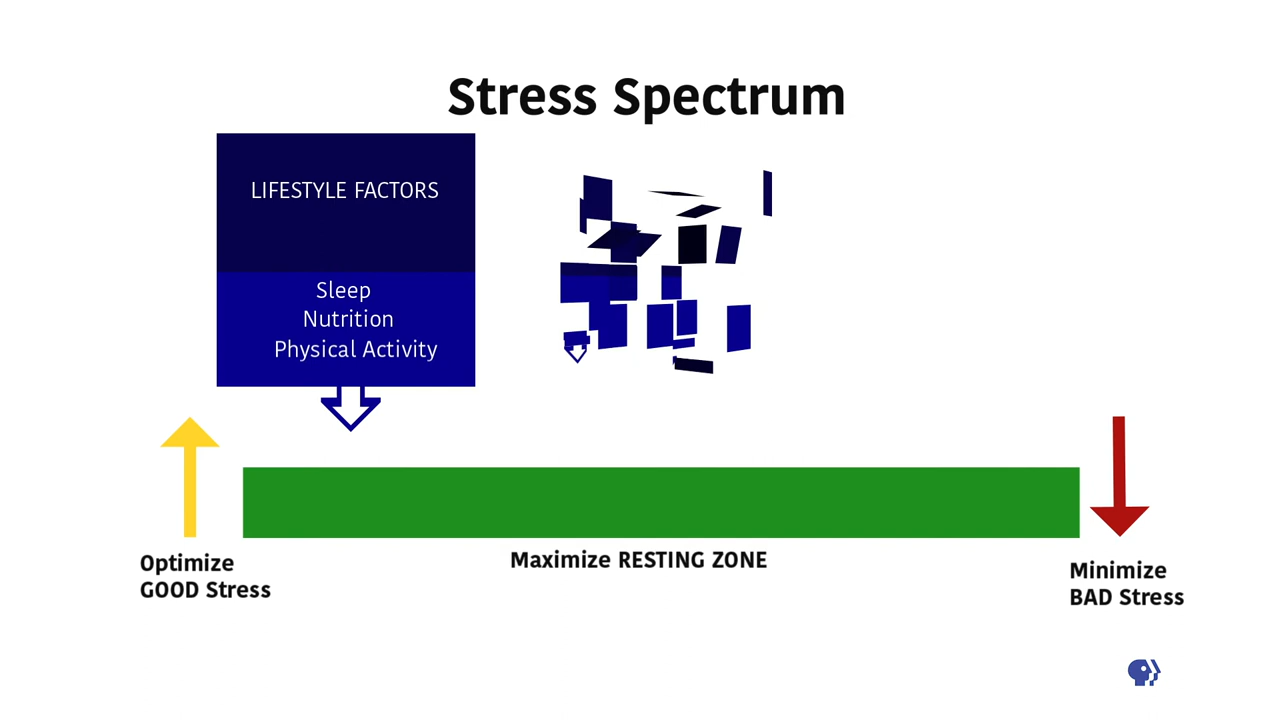 Stress Spectrum
LIFESTYLE FACTORS
Sleep
Nutrition
Physical Activity
Optimize
GOOD Stress
Maximize RESTING ZONE
Minimize
BAD Stress